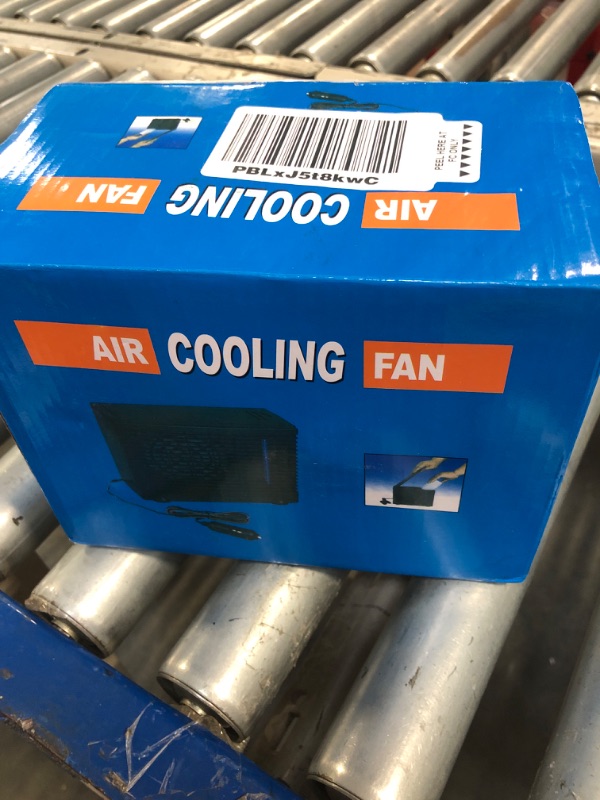 PBLxJ5t8kwC
PEEL HERE AT
FC ONLY
AIR COOLING FAN
AIR COOLING FAN